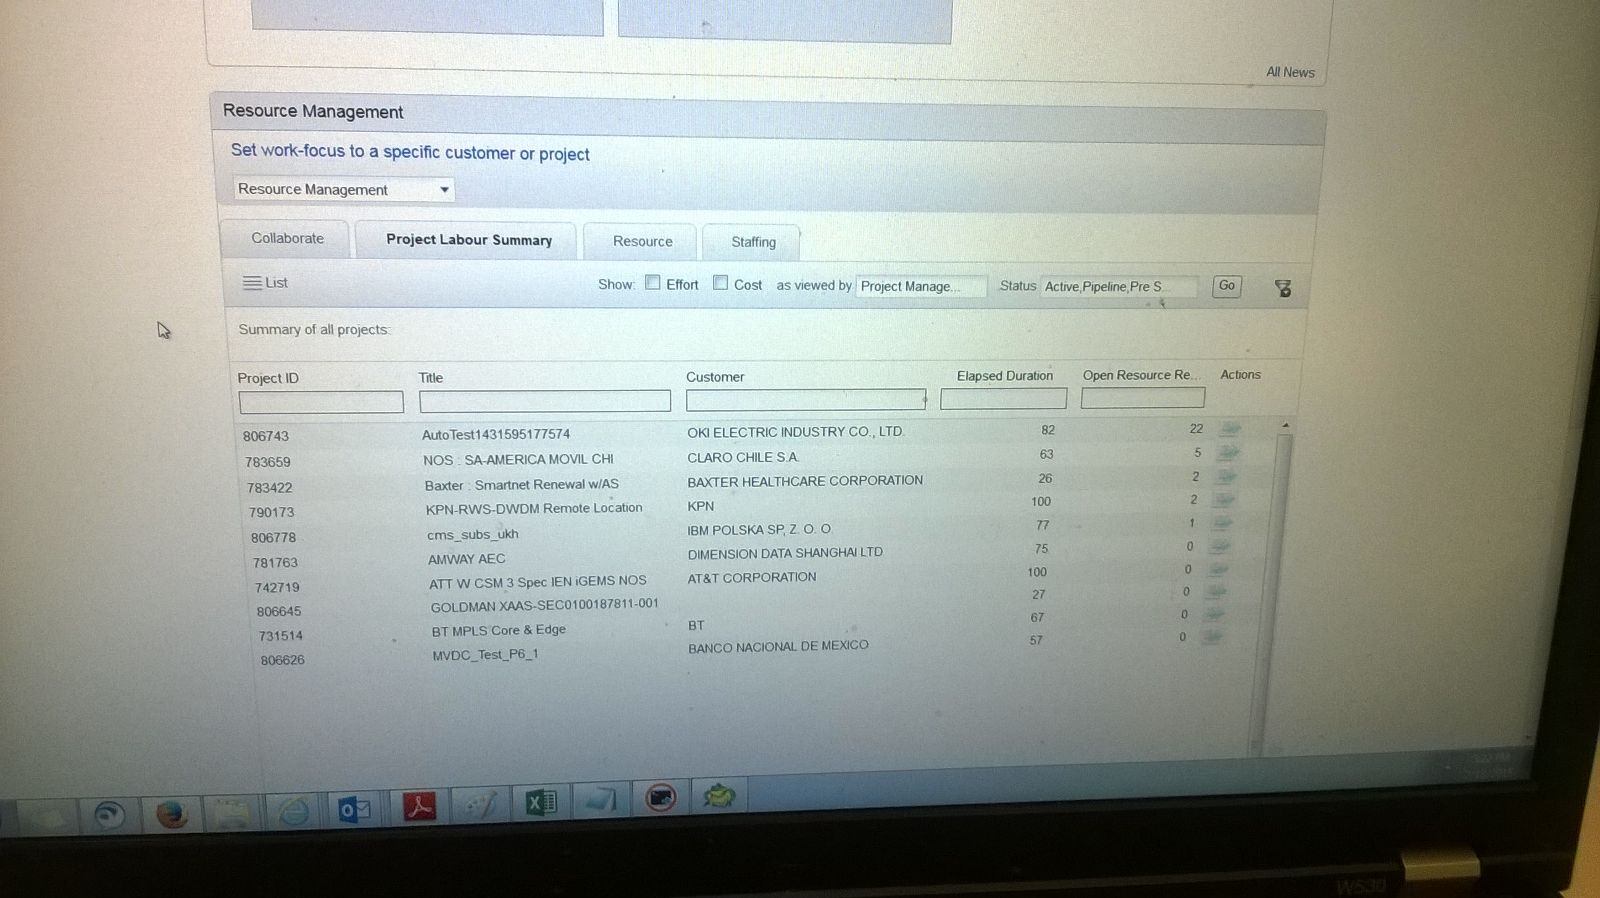 All News
Resource Management
Set work-focus to a specific customer or project
Resource Management
Collaborate Project Labour Summary Resource Staffing
List Show: Effort Cost as viewed by Project Manage... Status Active,Pipeline,Pre S... Go
Summary of all projects:
Project ID Title Customer Elapsed Duration Open Resource Re... Actions
806743 AutoTest1431595177574 OKI ELECTRIC INDUSTRY CO., LTD. 82 22
783659 NOS : SA-AMERICA MOVIL CHI CLARO CHILE S.A. 63 5
783422 Baxter : Smartnet Renewal w/AS BAXTER HEALTHCARE CORPORATION 26 2
790173 KPN-RWS-DWDM Remote Location KPN 100 2
806778 cms_subs_ukh IBM POLSKA SP, Z. O. O. 77 1
781763 AMWAY AEC DIMENSION DATA SHANGHAI LTD 75 0
742719 ATT W CSM 3 Spec IEN iGEMS NOS AT&T CORPORATION 100 0
806645 GOLDMAN XAAS-SEC0100187811-001 27 0
731514 BT MPLS Core & Edge BT 67 0
806626 MVDC_Test_P6_1 BANCO NACIONAL DE MEXICO 57 0
W530